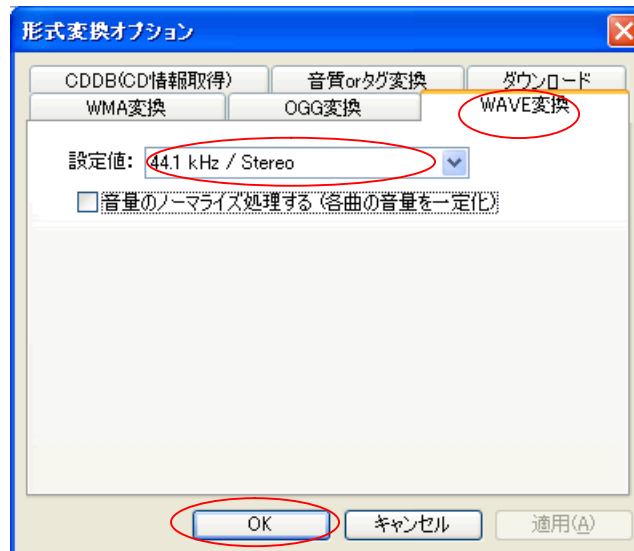 形式変換オプション
CDDB(CD情報取得) 音質orタグ変換 ダウンロード
WMA変換 OGG変換 WAVE変換
設定値: 44.1 kHz / Stereo
音量のノーマライズ処理する (各曲の音量を一定化)
OK キャンセル 適用(A)